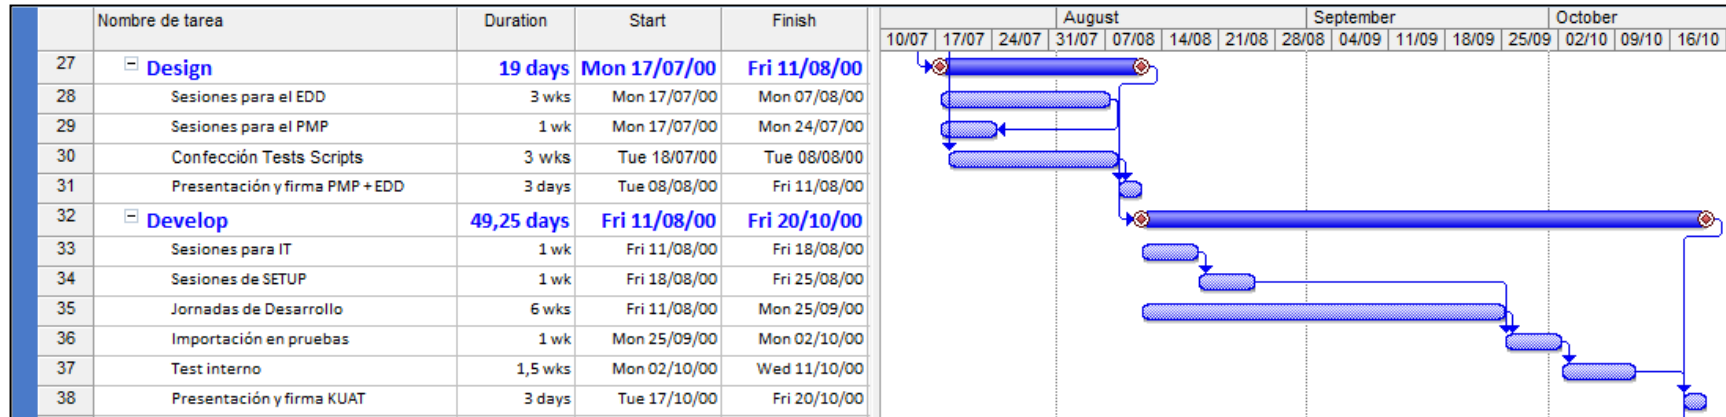 Nombre de tarea Duration Start Finish August September October
10/07 17/07 24/07 31/07 07/08 14/08 21/08 28/08 04/09 11/09 18/09 25/09 02/10 09/10 16/10
27 Design 19 days Mon 17/07/00 Fri 11/08/00
28 Sesiones para el EDD 3 wks Mon 17/07/00 Mon 07/08/00
29 Sesiones para el PMP 1 wk Mon 17/07/00 Mon 24/07/00
30 Confección Tests Scripts 3 wks Tue 18/07/00 Tue 08/08/00
31 Presentación y firma PMP + EDD 3 days Tue 08/08/00 Fri 11/08/00
32 Develop 49,25 days Fri 11/08/00 Fri 20/10/00
33 Sesiones para IT 1 wk Fri 11/08/00 Fri 18/08/00
34 Sesiones de SETUP 1 wk Fri 18/08/00 Fri 25/08/00
35 Jornadas de Desarrollo 6 wks Fri 11/08/00 Mon 25/09/00
36 Importación en pruebas 1 wk Mon 25/09/00 Mon 02/10/00
37 Test interno 1,5 wks Mon 02/10/00 Wed 11/10/00
38 Presentación y firma KUAT 3 days Tue 17/10/00 Fri 20/10/00